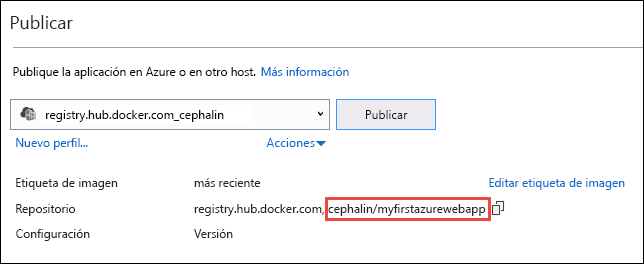 Publicar
Publique la aplicación en Azure o en otro host. Más información
registry.hub.docker.com_cephalin Publicar
Nuevo perfil... Acciones
Etiqueta de imagen más reciente Editar etiqueta de imagen
Repositorio registry.hub.docker.com, cephalin/myfirstazurewebapp
Configuración Versión